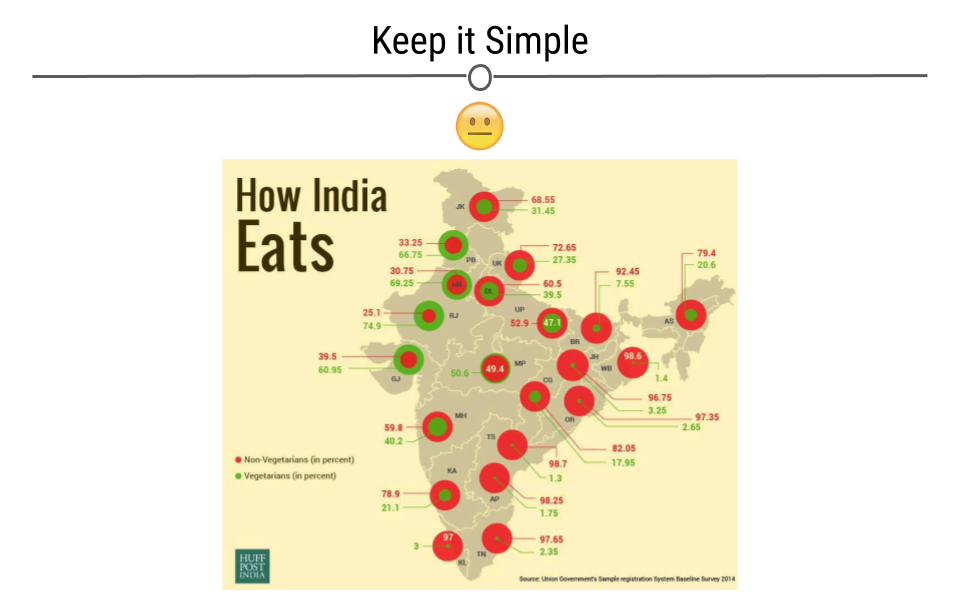 Keep it Simple
How India
Eats
JK
68.55
31.45
33.25
66.75
PB
UK
72.65
27.35
79.4
20.6
30.75
69.25
HR
DL
60.5
39.5
92.45
7.55
25.1
74.9
RJ
UP
52.9
47.1
BR
AS
39.5
60.95
GJ
50.6
49.4
MP
JH
WB
98.6
1.4
CG
96.75
3.25
OR
97.35
2.65
MH
59.8
40.2
82.05
17.95
TS
98.7
1.3
Non-Vegetarians (in percent)
Vegetarians (in percent)
KA
78.9
21.1
AP
98.25
1.75
97
3
KL
TN
97.65
2.35
HUFF
POST
INDIA
Source: Union Government's Sample registration System Baseline Survey 2014